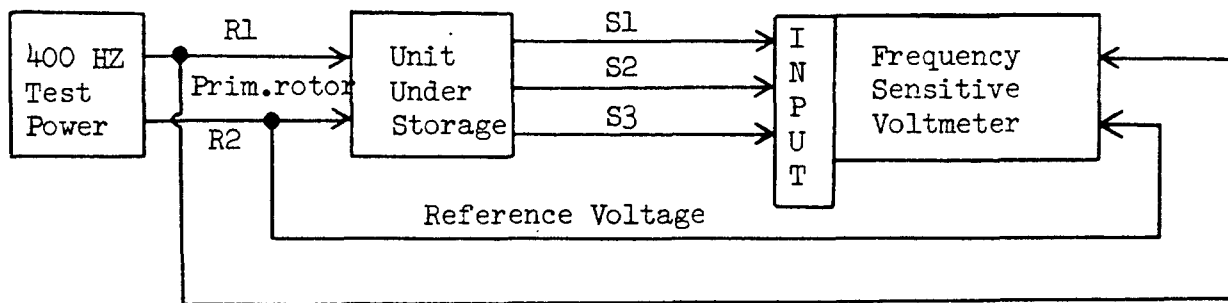 400 HZ
Test
Power
R1
Prim.rotor
R2
Unit
Under
Storage
S1
S2
S3
INPUT
Frequency
Sensitive
Voltmeter
Reference Voltage